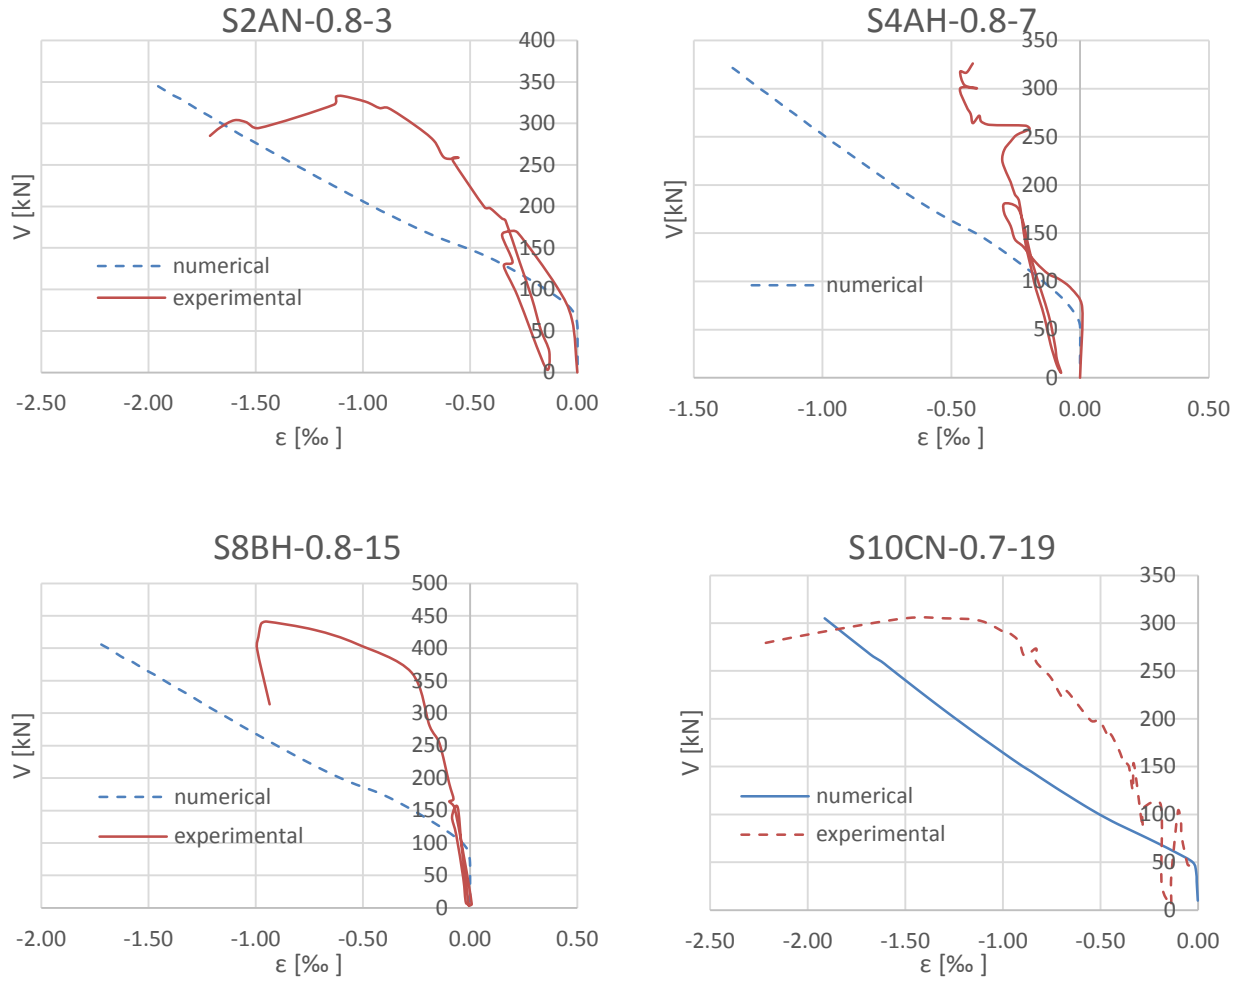 S2AN-0.8-3
400
350
300
250
200
150
100
50
0
V [kN]
numerical
experimental
-2.50 -2.00 -1.50 -1.00 -0.50 0.00
ε [‰ ]
S4AH-0.8-7
350
300
250
200
150
100
50
0
V[kN]
numerical
-1.50 -1.00 -0.50 0.00 0.50
ε [‰ ]
S8BH-0.8-15
500
450
400
350
300
250
200
150
100
50
0
V [kN]
numerical
experimental
-2.00 -1.50 -1.00 -0.50 0.00 0.50
ε [‰ ]
S10CN-0.7-19
350
300
250
200
150
100
50
0
V [kN]
numerical
experimental
-2.50 -2.00 -1.50 -1.00 -0.50 0.00
ε [‰ ]